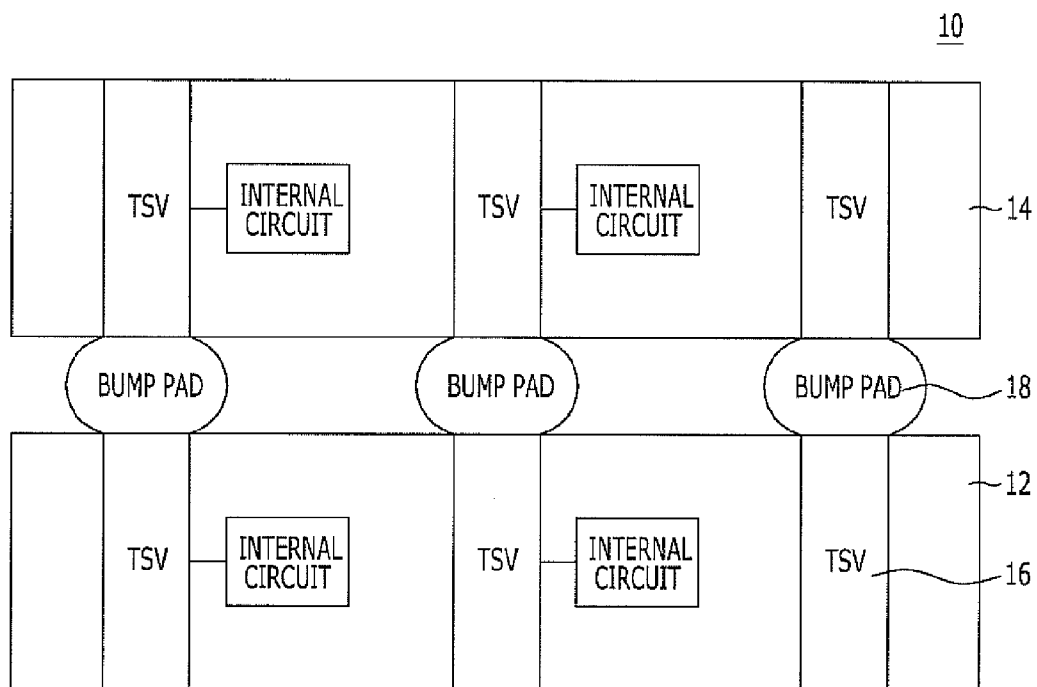 10
TSV
INTERNAL
CIRCUIT
TSV
INTERNAL
CIRCUIT
TSV
14
BUMP PAD
BUMP PAD
BUMP PAD
18
12
TSV
INTERNAL
CIRCUIT
TSV
INTERNAL
CIRCUIT
TSV
16